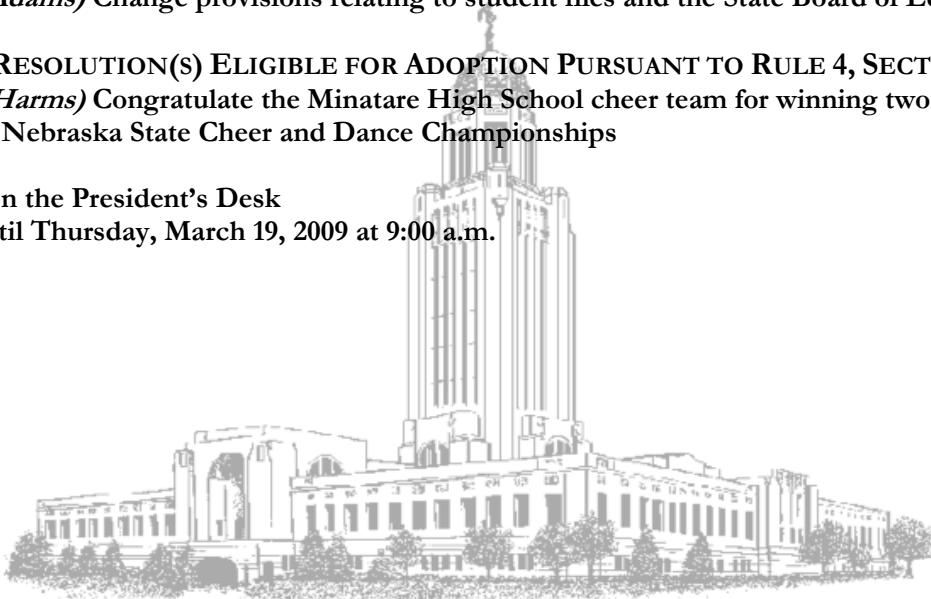 Adams) Change provisions relating to student files and the State Board of
RESOLUTION(S) ELIGIBLE FOR ADOPTION PURSUANT TO RULE 4,
Harms) Congratulate the Minatare High School cheer team for winning two
Nebraska State Cheer and Dance Championships
n the President’s Desk
til Thursday, March 19, 2009 at 9:00 a.m.